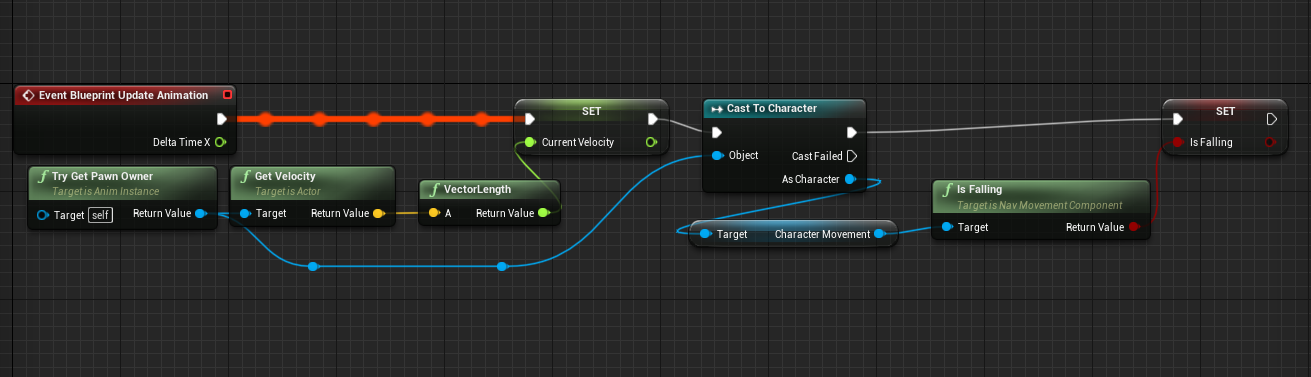 Event Blueprint Update Animation
Delta Time X
SET
Current Velocity
Cast To Character
Object
Cast Failed
As Character
SET
Is Falling
f Try Get Pawn Owner
Target is Anim Instance
Target self
Return Value
f Get Velocity
Target is Actor
Target
Return Value
f VectorLength
A
Return Value
Target
Character Movement
f Is Falling
Target is Nav Movement Component
Target
Return Value